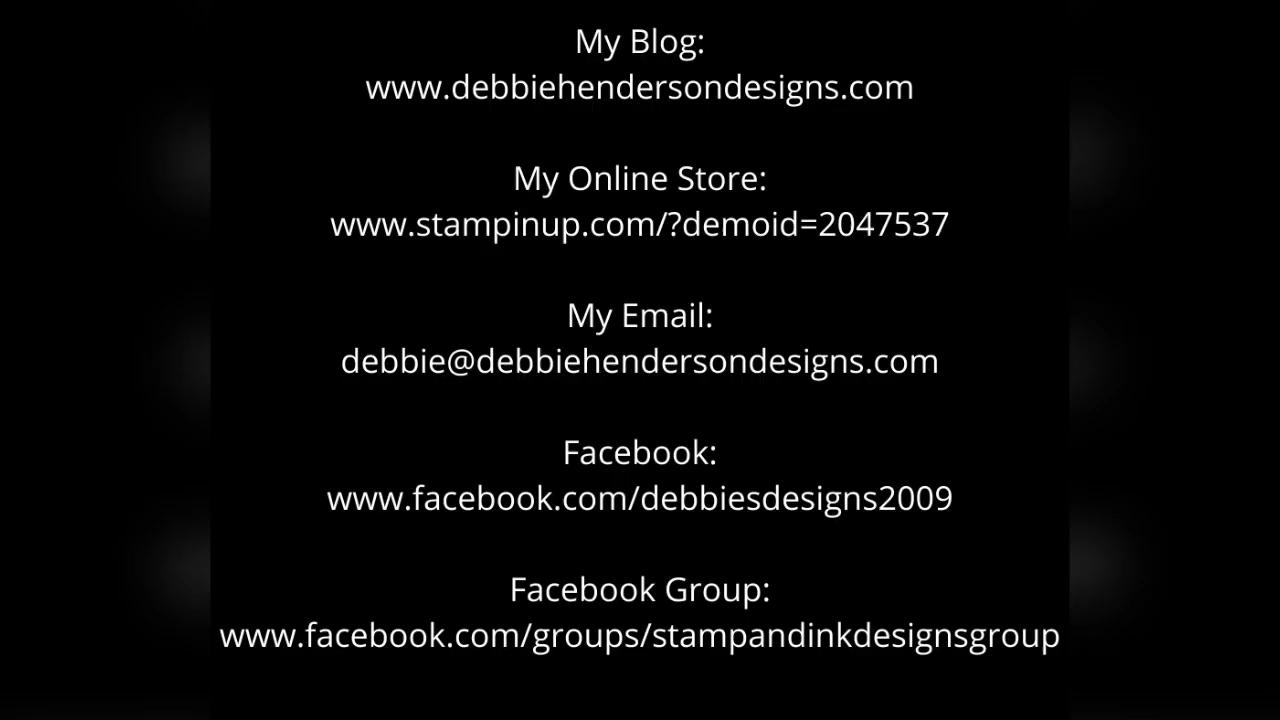 My Blog:
www.debbiehendersondesigns.com
My Online Store:
www.stampinup.com/?demoid=2047537
My Email:
debbie@debbiehendersondesigns.com
Facebook:
www.facebook.com/debbiesdesigns2009
Facebook Group:
www.facebook.com/groups/stampandinkdesignsgroup